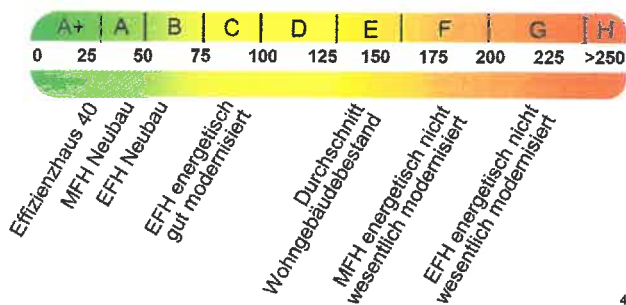 A+ A B C D E F G H
0 25 50 75 100 125 150 175 200 225 >250
Effizienzhaus 40
MFH Neubau
EFH Neubau
EFH energetisch
gut modernisiert
Durchschnitt
Wohngebäudebestand
MFH energetisch nicht
wesentlich modernisiert
EFH energetisch nicht
wesentlich modernisiert